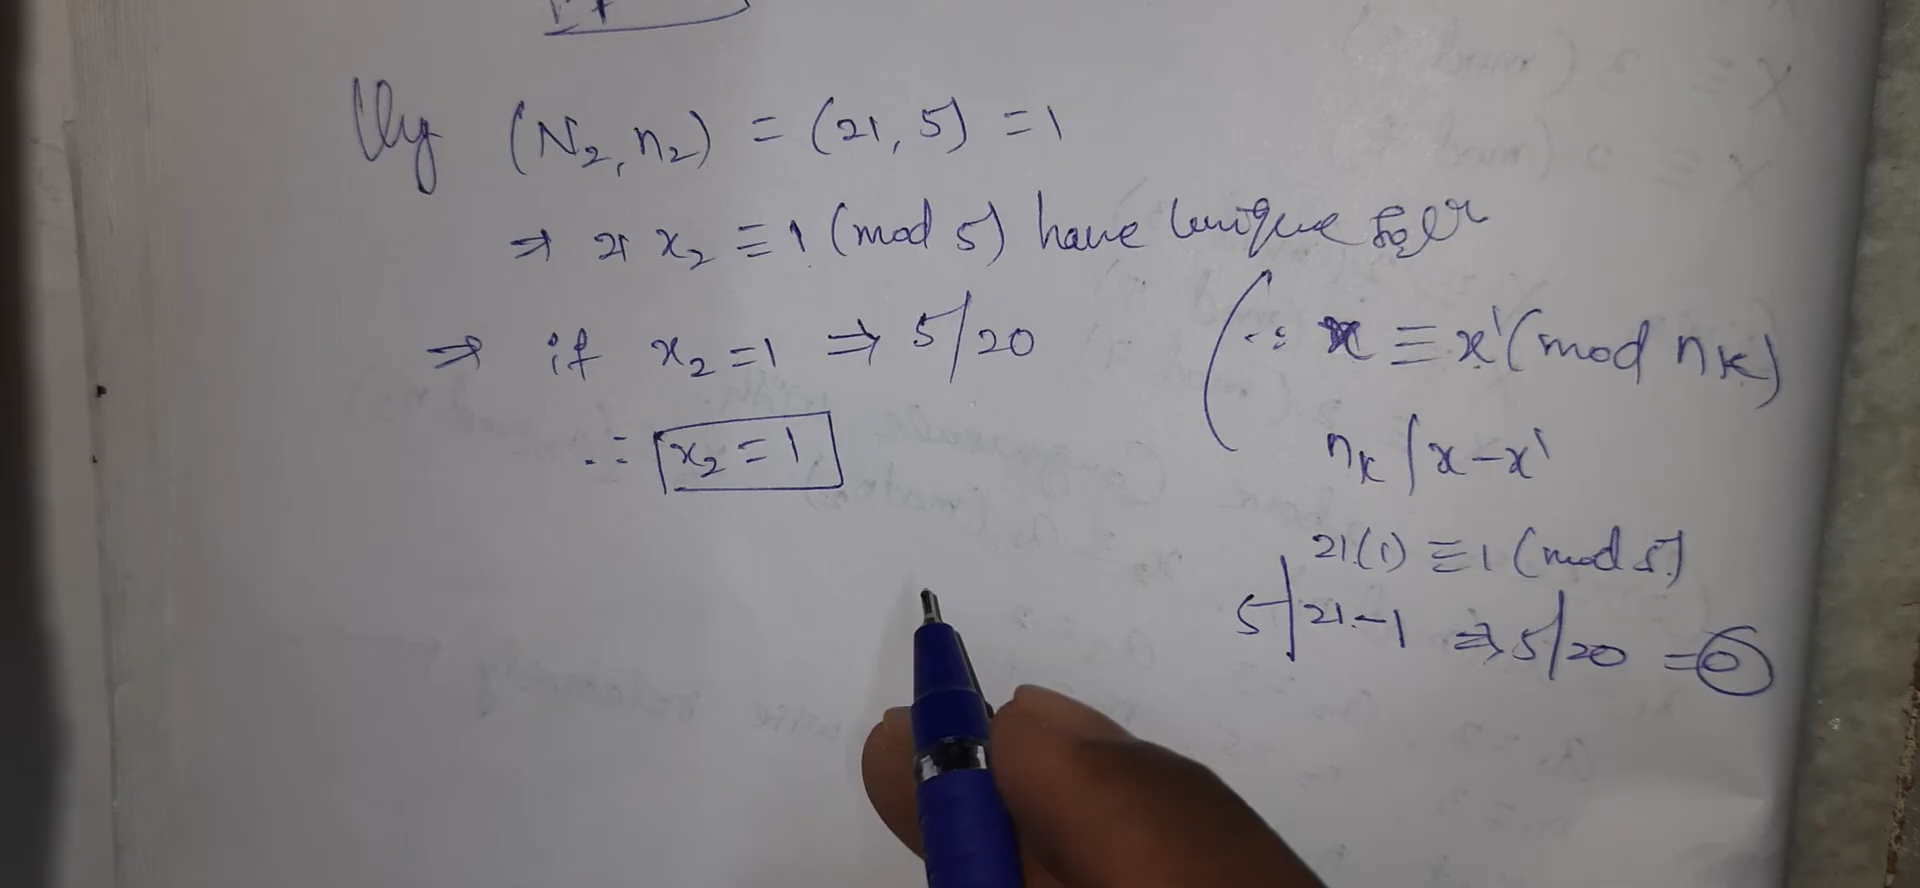 lly (N₂, n₂) = (21, 5) = 1
⇒ 21 x₂ ≡ 1 (mod 5) have unique solⁿ
⇒ if x₂ = 1 ⇒ 5/20
∴ x₂ = 1
(∵ x ≡ x' (mod nₖ)
nₖ / x - x'
21(1) ≡ 1 (mod 5)
5/21-1 ⇒ 5/20 = 0